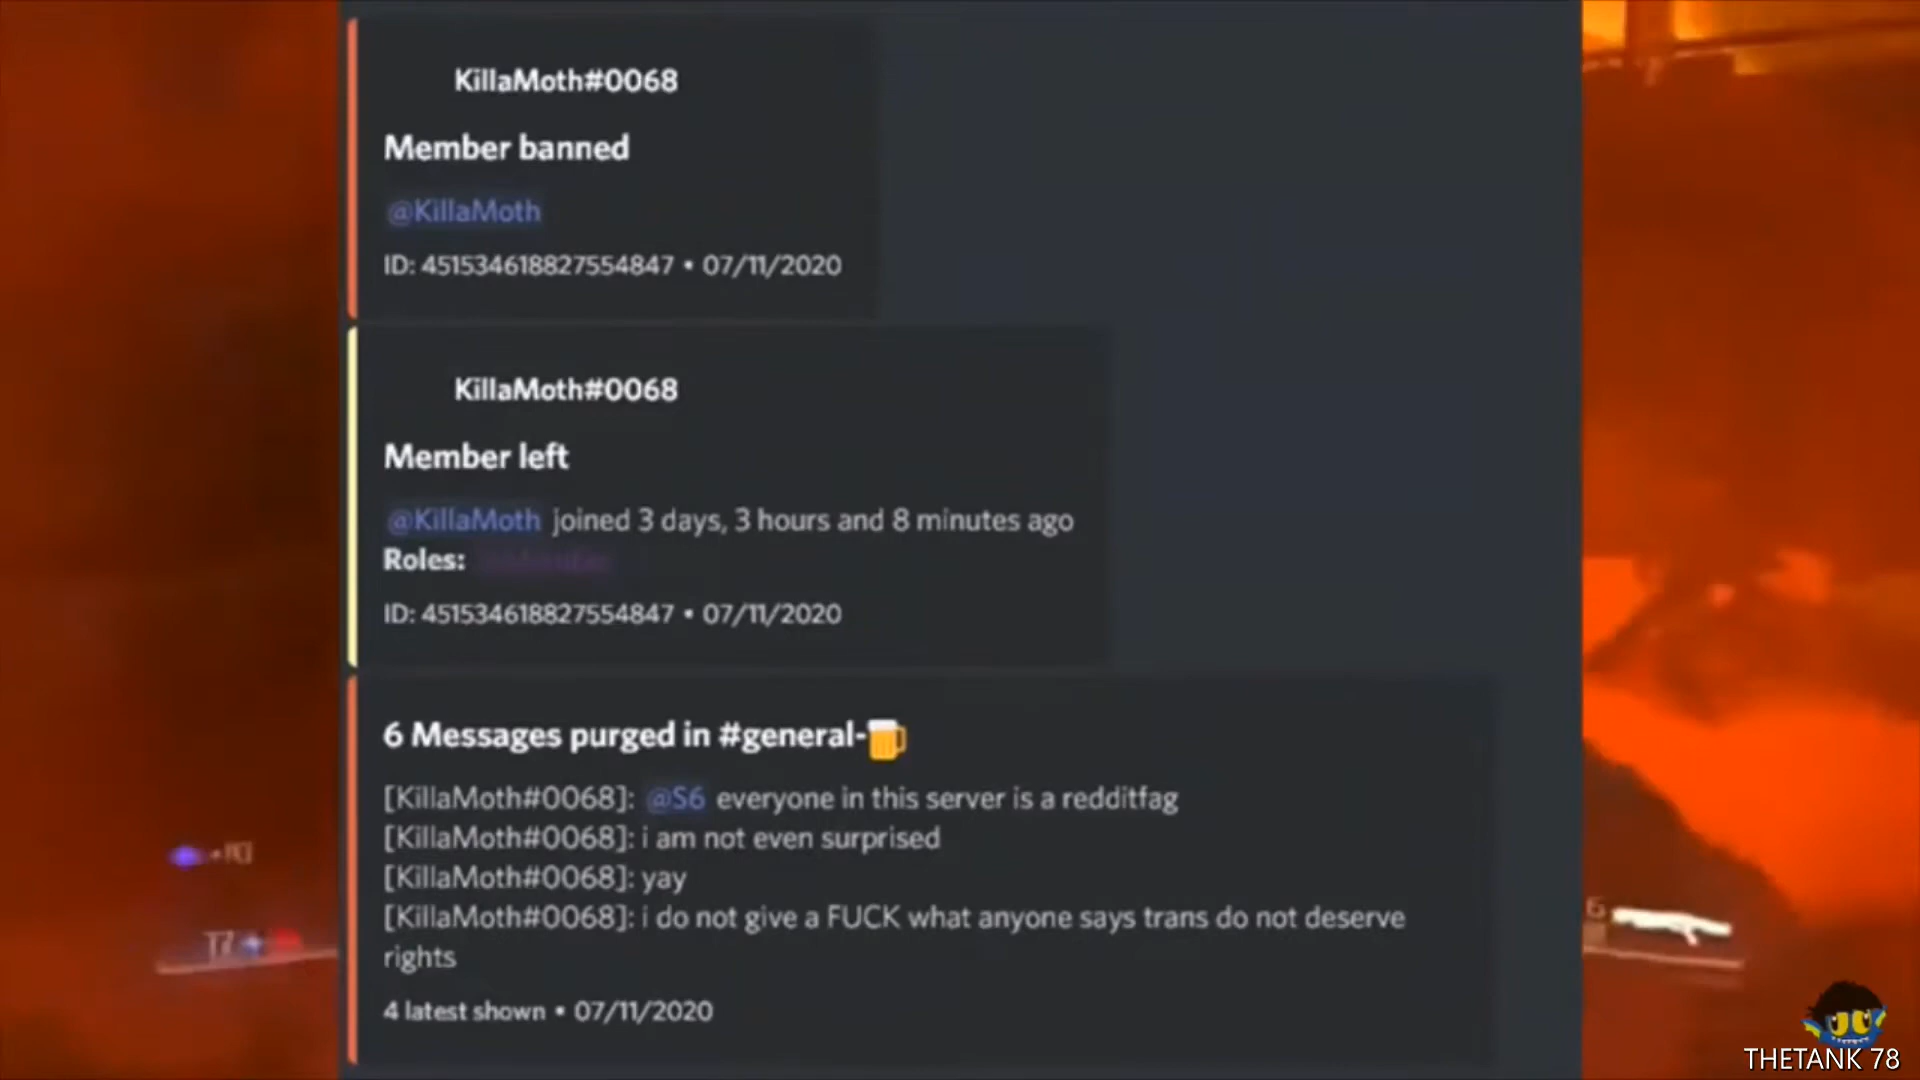 KillaMoth#0068
Member banned
@KillaMoth
ID: 451534618827554847 • 07/11/2020
KillaMoth#0068
Member left
@KillaMoth joined 3 days, 3 hours and 8 minutes ago
Roles:
ID: 451534618827554847 • 07/11/2020
6 Messages purged in #general-🍺
[KillaMoth#0068]: @S6 everyone in this server is a redditfag
[KillaMoth#0068]: i am not even surprised
[KillaMoth#0068]: yay
[KillaMoth#0068]: i do not give a FUCK what anyone says trans do not deserve
rights
4 latest shown • 07/11/2020
THETANK 78